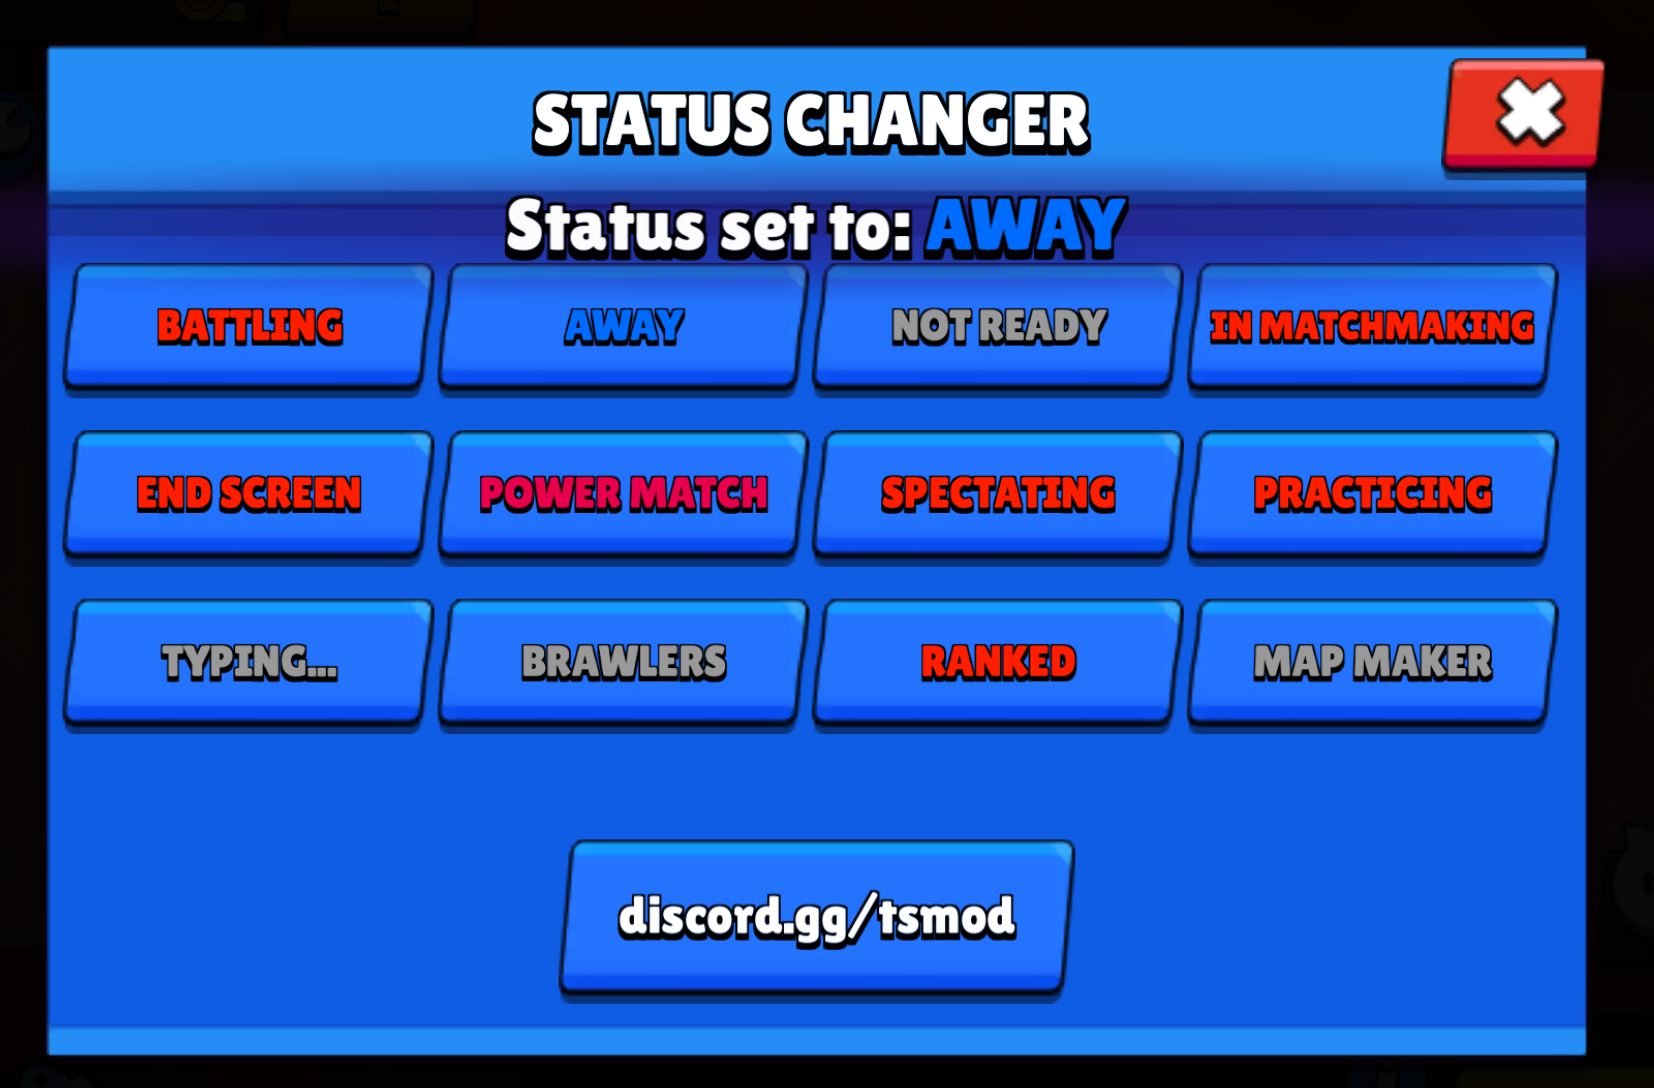 STATUS CHANGER
Status set to: AWAY
BATTLING
AWAY
NOT READY
IN MATCHMAKING
END SCREEN
POWER MATCH
SPECTATING
PRACTICING
TYPING...
BRAWLERS
RANKED
MAP MAKER
discord.gg/tsmod